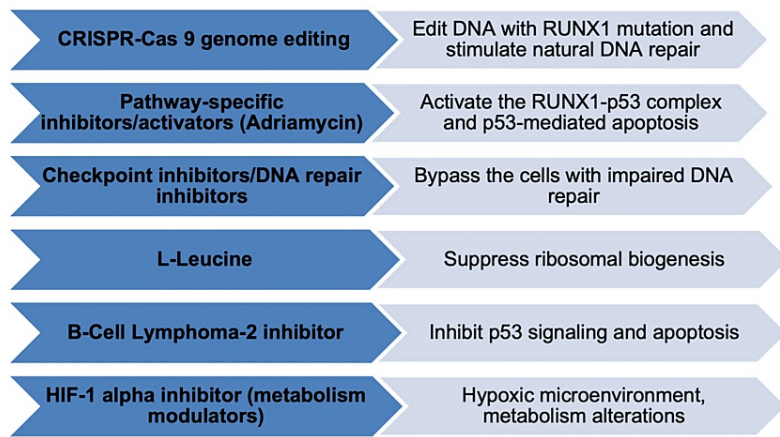 CRISPR-Cas 9 genome editing
Edit DNA with RUNX1 mutation and
stimulate natural DNA repair
Pathway-specific
inhibitors/activators (Adriamycin)
Activate the RUNX1-p53 complex
and p53-mediated apoptosis
Checkpoint inhibitors/DNA repair
inhibitors
Bypass the cells with impaired DNA
repair
L-Leucine
Suppress ribosomal biogenesis
B-Cell Lymphoma-2 inhibitor
Inhibit p53 signaling and apoptosis
HIF-1 alpha inhibitor (metabolism
modulators)
Hypoxic microenvironment,
metabolism alterations